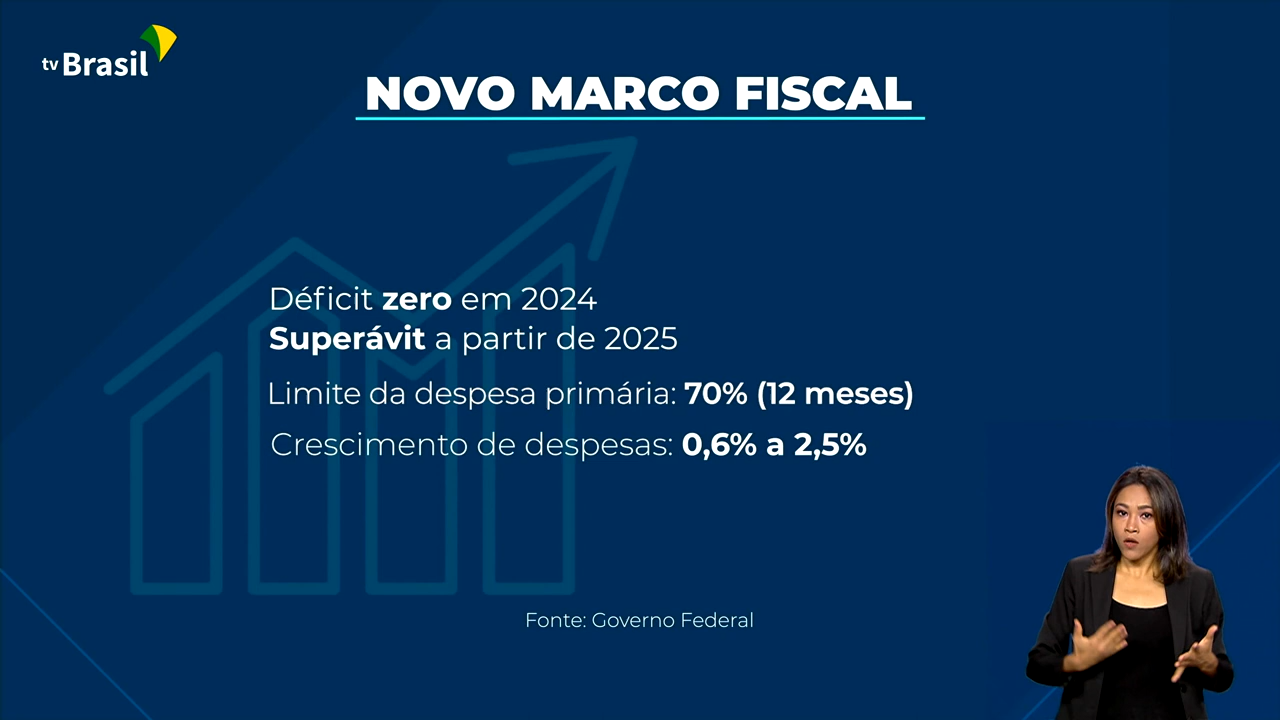 tv Brasil
NOVO MARCO FISCAL
Déficit zero em 2024
Superávit a partir de 2025
Limite da despesa primária: 70% (12 meses)
Crescimento de despesas: 0,6% a 2,5%
Fonte: Governo Federal